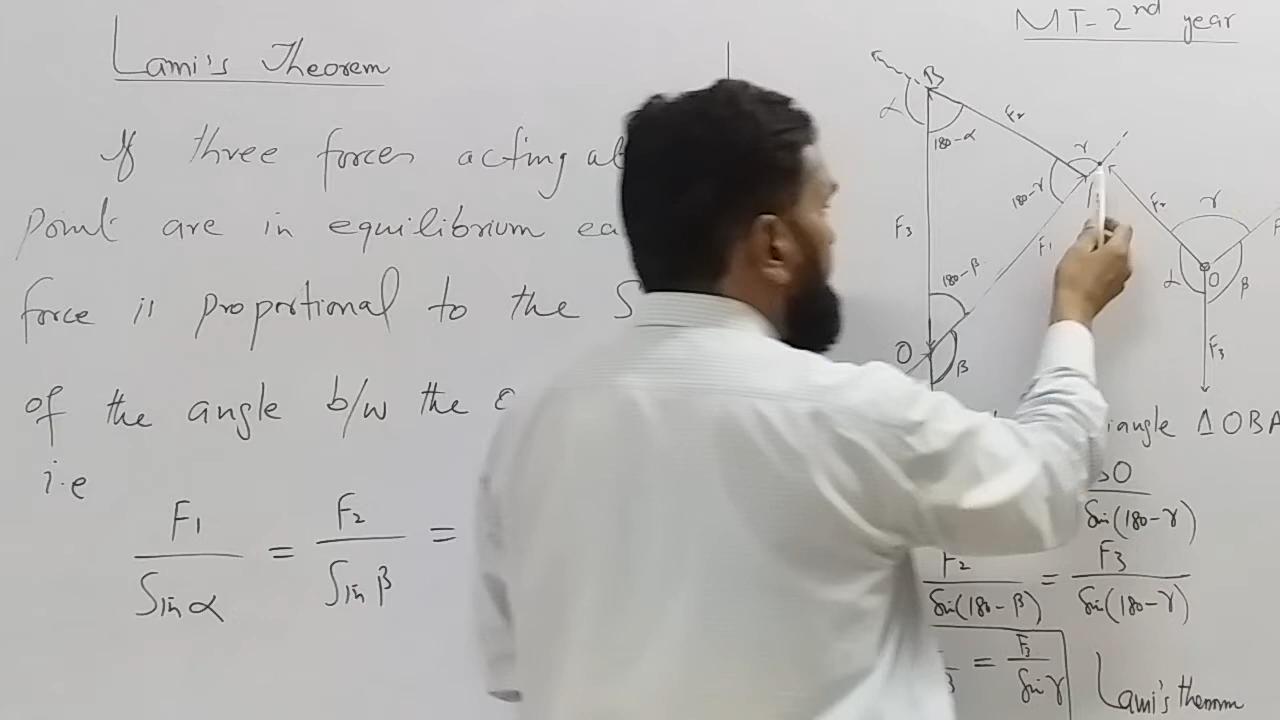 Lami's Theorem
If three forces acting at
point are in equilibrium
force is proportional to the S
of the angle b/w the
i.e
F1 / Sin α = F2 / Sin β =
MT-2nd year
B
α
180-α
F2
γ
180-γ
F3
F1
180-β
O
β
F2
γ
α
O
β
F3
ΔOBA
Sin(180-γ)
F2 / Sin(180-β) = F3 / Sin(180-γ)
= F3 / Sin γ
Lami's theorem